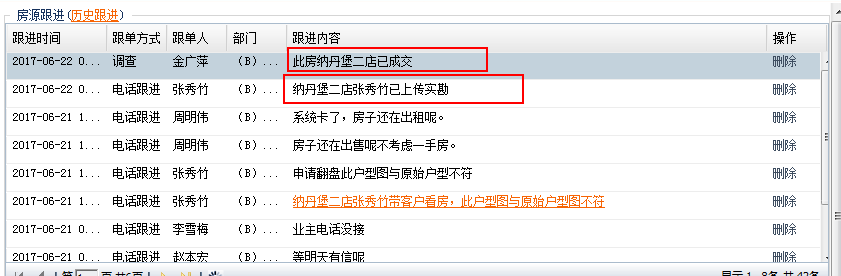 房源跟进(历史跟进)
跟进时间 跟单方式 跟单人 部门 跟进内容 操作
2017-06-22 0... 调查 金广萍 (B) ... 此房纳丹堡二店已成交 删除
2017-06-22 0... 电话跟进 张秀竹 (B) ... 纳丹堡二店张秀竹已上传实勘 删除
2017-06-21 1... 电话跟进 周明伟 (B) ... 系统卡了，房子还在出租呢。 删除
2017-06-21 1... 电话跟进 周明伟 (B) ... 房子还在出售呢不考虑一手房。 删除
2017-06-21 1... 电话跟进 张秀竹 (B) ... 申请翻盘此户型图与原始户型不符 删除
2017-06-21 1... 电话跟进 张秀竹 (B) ... 纳丹堡二店张秀竹带客户看房，此户型图与原始户型图不符 删除
2017-06-21 1... 电话跟进 李雪梅 (B) ... 业主电话没接 删除
2017-06-21 0... 电话跟进 赵本宏 (B) ... 等明天有信呢 删除